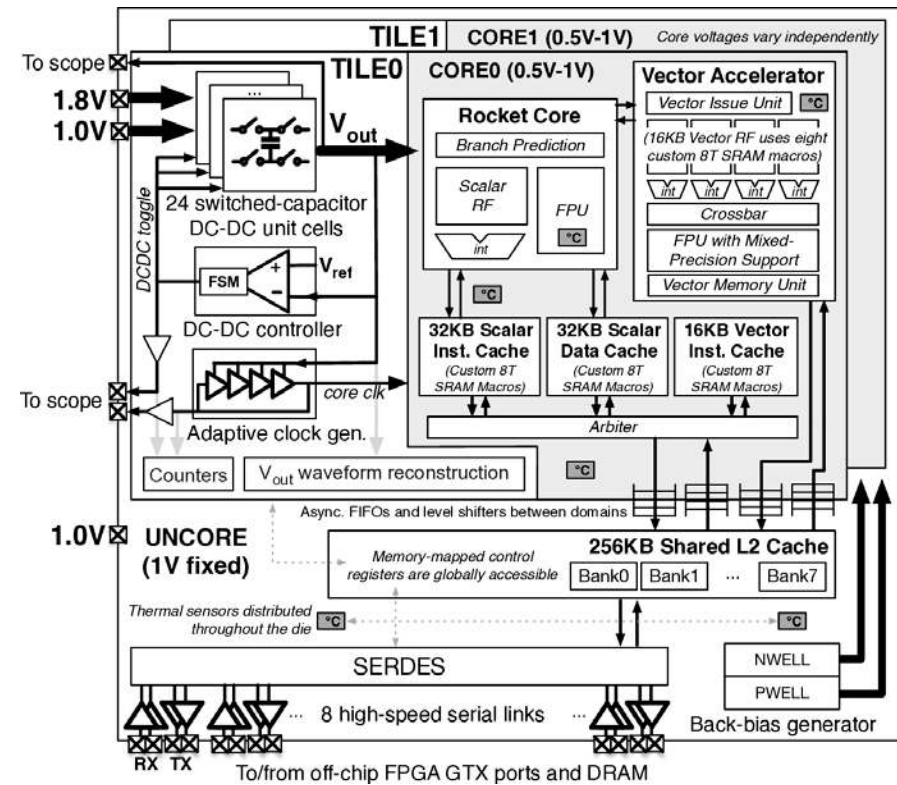 TILE1
CORE1 (0.5V-1V)
Core voltages vary independently
To scope
TILE0
CORE0 (0.5V-1V)
Vector Accelerator
1.8V
1.0V
...
Vout
Rocket Core
Branch Prediction
Scalar
RF
FPU
int
°C
Vector Issue Unit
°C
(16KB Vector RF uses eight
custom 8T SRAM macros)
int
int
int
int
Crossbar
FPU with Mixed-
Precision Support
Vector Memory Unit
24 switched-capacitor
DC-DC unit cells
DCDC toggle
FSM
+
−
Vref
DC-DC controller
°C
32KB Scalar
Inst. Cache
(Custom 8T
SRAM Macros)
32KB Scalar
Data Cache
(Custom 8T
SRAM Macros)
16KB Vector
Inst. Cache
(Custom 8T
SRAM Macros)
core clk
To scope
Adaptive clock gen.
Arbiter
Counters
Vout waveform reconstruction
°C
Async. FIFOs and level shifters between domains
1.0V
UNCORE
(1V fixed)
256KB Shared L2 Cache
Memory-mapped control
registers are globally accessible
Bank0
Bank1
...
Bank7
Thermal sensors distributed
throughout the die
°C
°C
SERDES
NWELL
PWELL
Back-bias generator
... 8 high-speed serial links ...
RX
TX
To/from off-chip FPGA GTX ports and DRAM